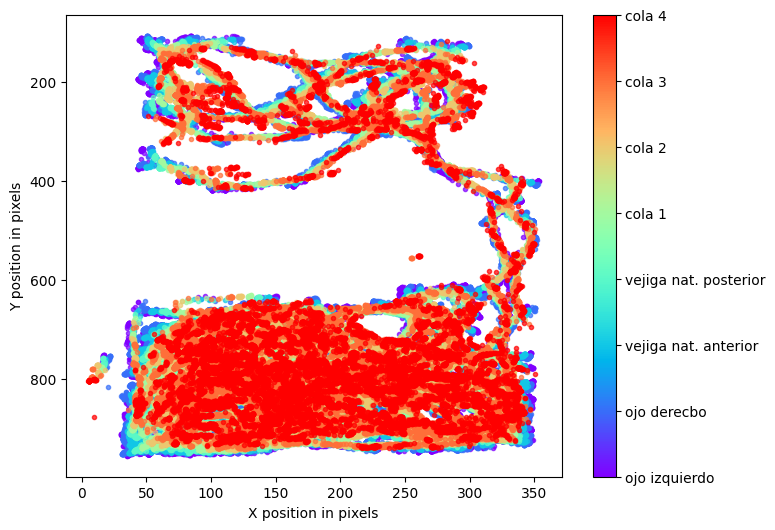 200
400
600
800
Y position in pixels
0
50
100
150
200
250
300
350
X position in pixels
cola 4
cola 3
cola 2
cola 1
vejiga nat. posterior
vejiga nat. anterior
ojo derecbo
ojo izquierdo